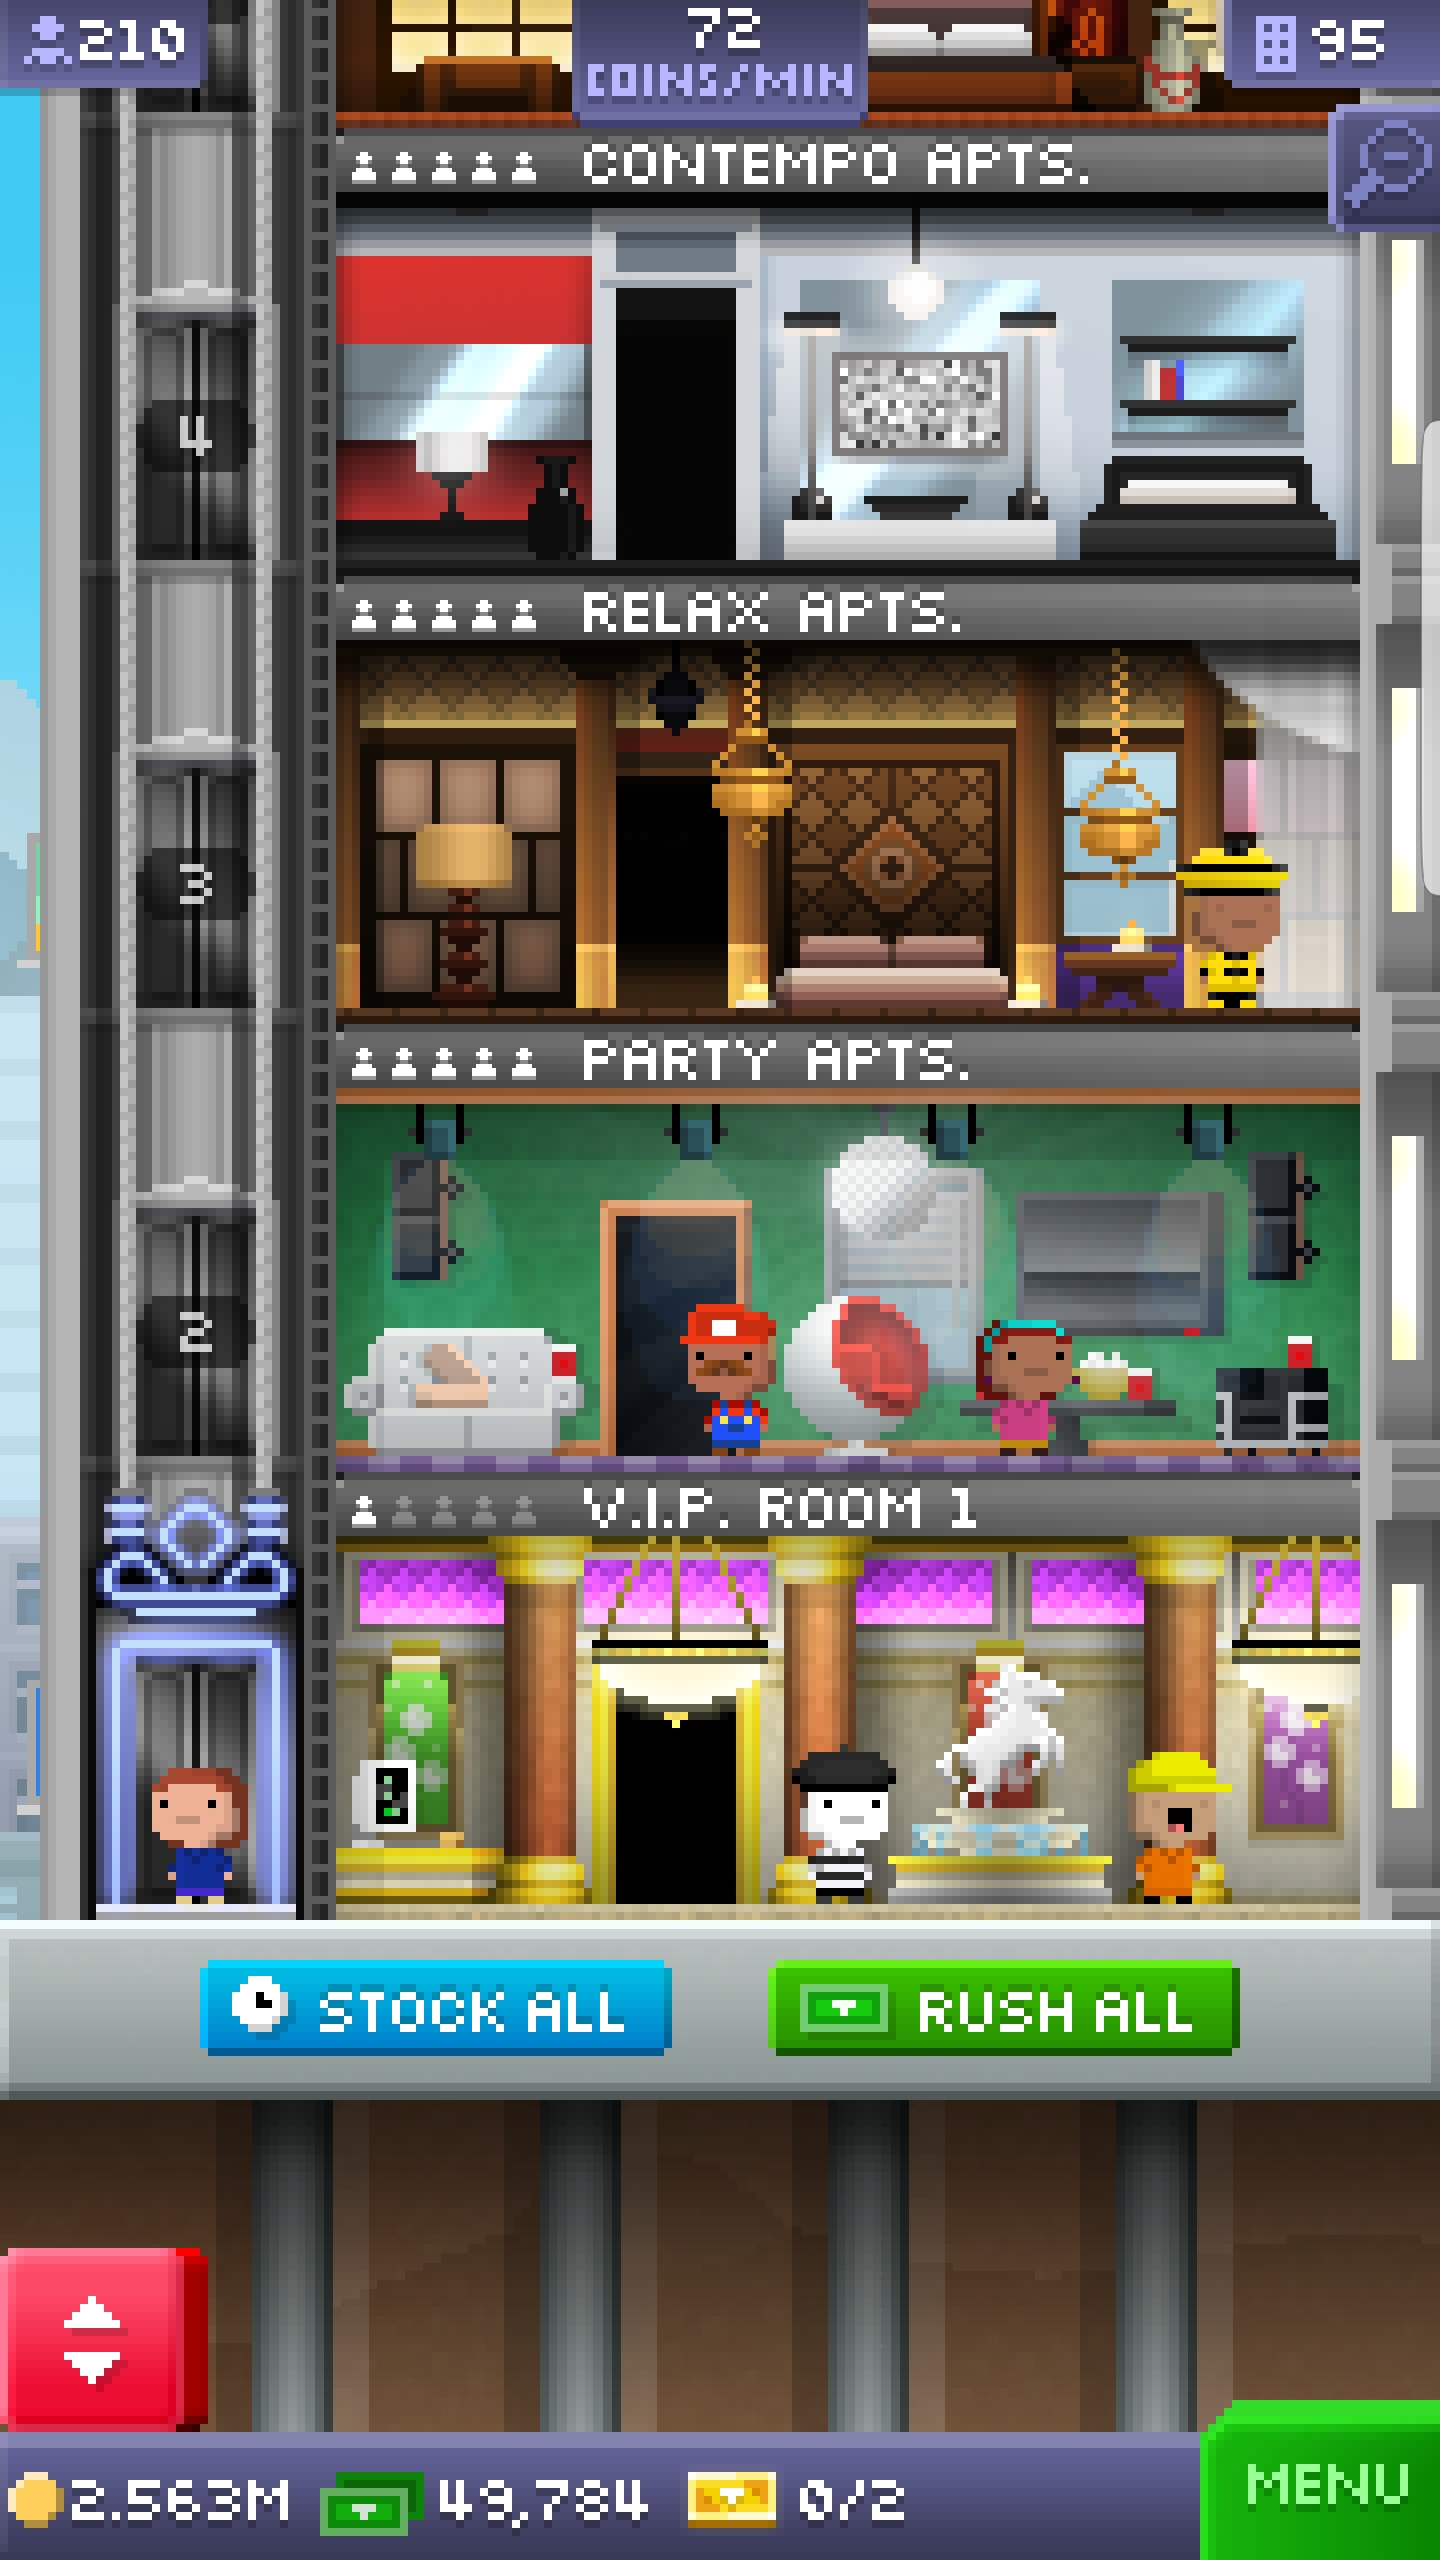 210
72
COINS/MIN
95
CONTEMPO APTS.
4
RELAX APTS.
3
PARTY APTS.
2
V.I.P. ROOM 1
STOCK ALL
RUSH ALL
2.563M
49,784
0/2
MENU